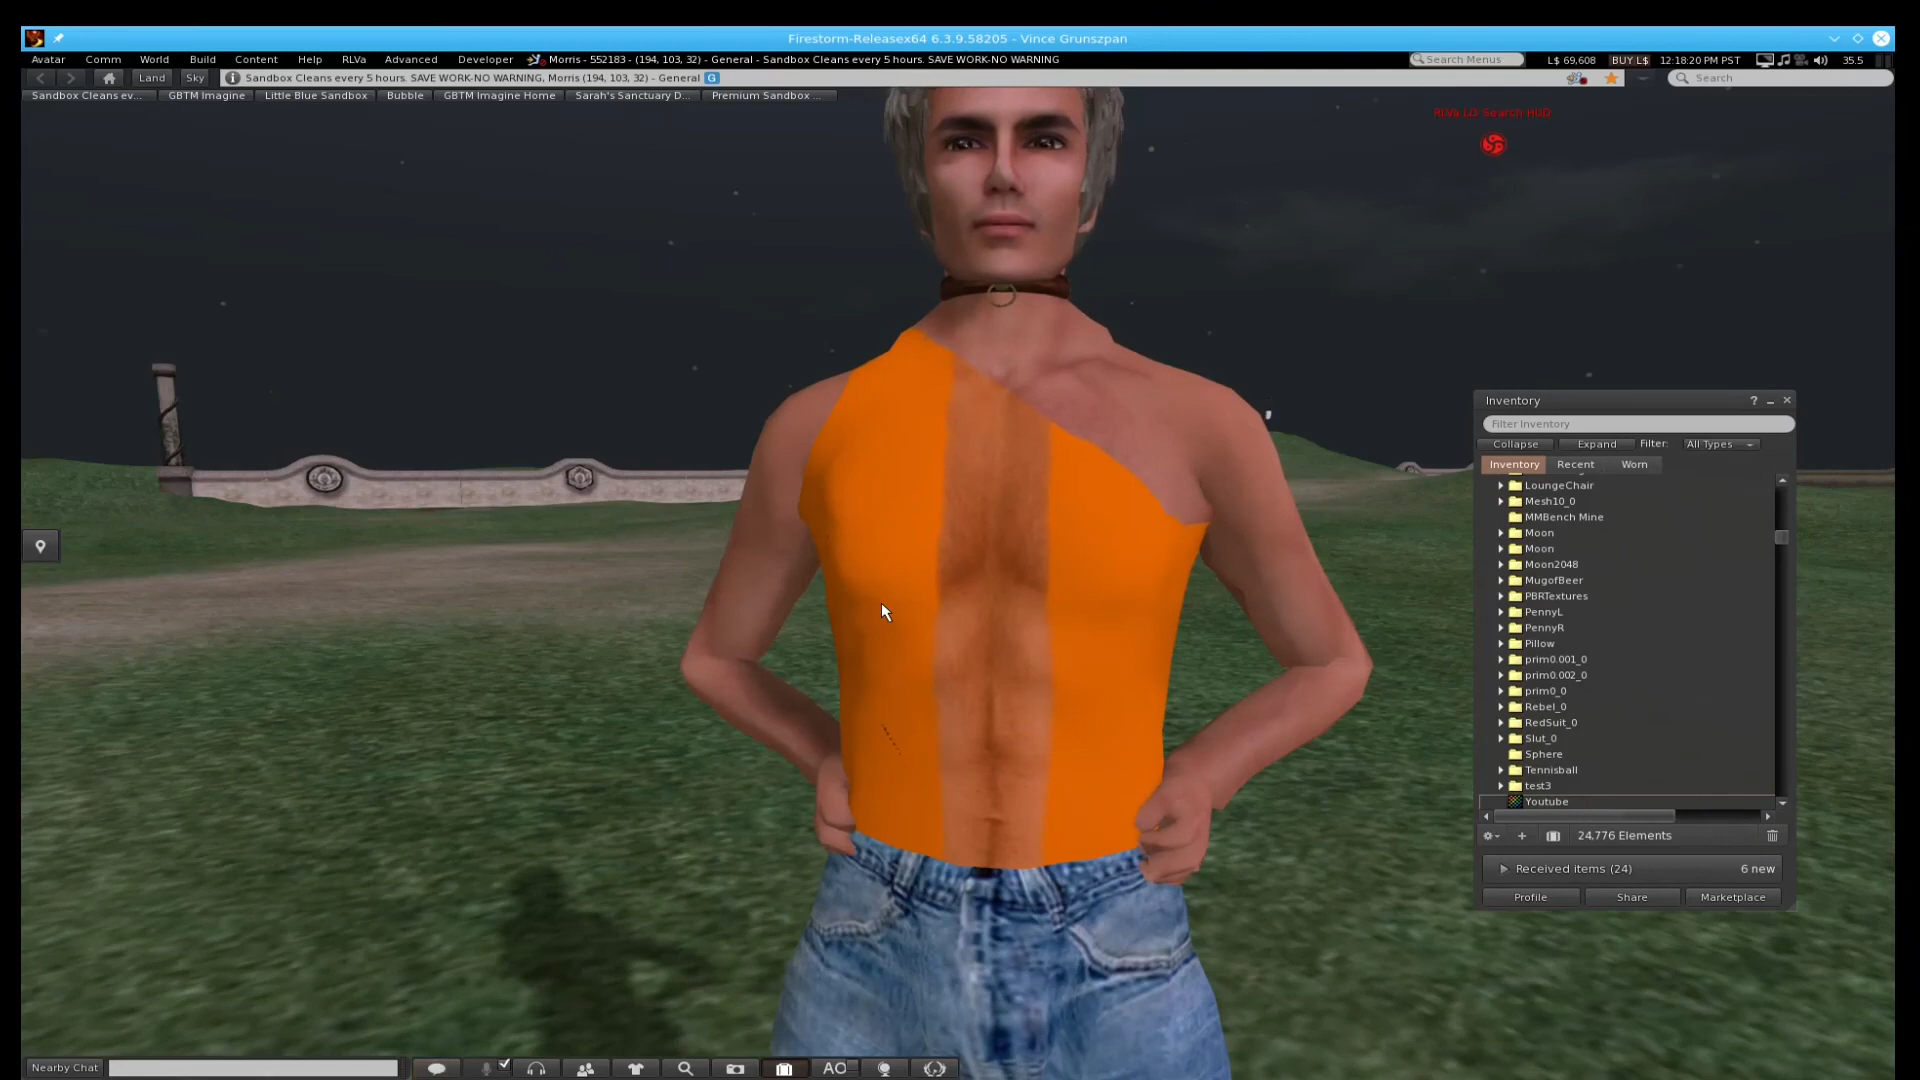 Firestorm-Releasex64 6.3.9.58205 - Vince Grunszpan
Avatar Comm World Build Content Help RLVa Advanced Developer Morris - 552183 - (194, 103, 32) - General - Sandbox Cleans every 5 hours. SAVE WORK-NO WARNING Search Menus L$ 69,608 BUY L$ 12:18:20 PM PST 35.5
Land Sky Sandbox Cleans every 5 hours. SAVE WORK-NO WARNING, Morris (194, 103, 32) - General G Search
Sandbox Cleans ev... GBTM Imagine Little Blue Sandbox Bubble GBTM Imagine Home Sarah's Sanctuary D... Premium Sandbox ...
RLVa LO Search HUD
Inventory ?
Filter Inventory
Collapse Expand Filter: All Types
Inventory Recent Worn
LoungeChair
Mesh10_0
MMBench Mine
Moon
Moon
Moon2048
MugofBeer
PBRTextures
PennyL
PennyR
Pillow
prim0.001_0
prim0.002_0
prim0_0
Rebel_0
RedSuit_0
Slut_0
Sphere
Tennisball
test3
Youtube
24,776 Elements
Received items (24) 6 new
Profile Share Marketplace
Nearby Chat AO